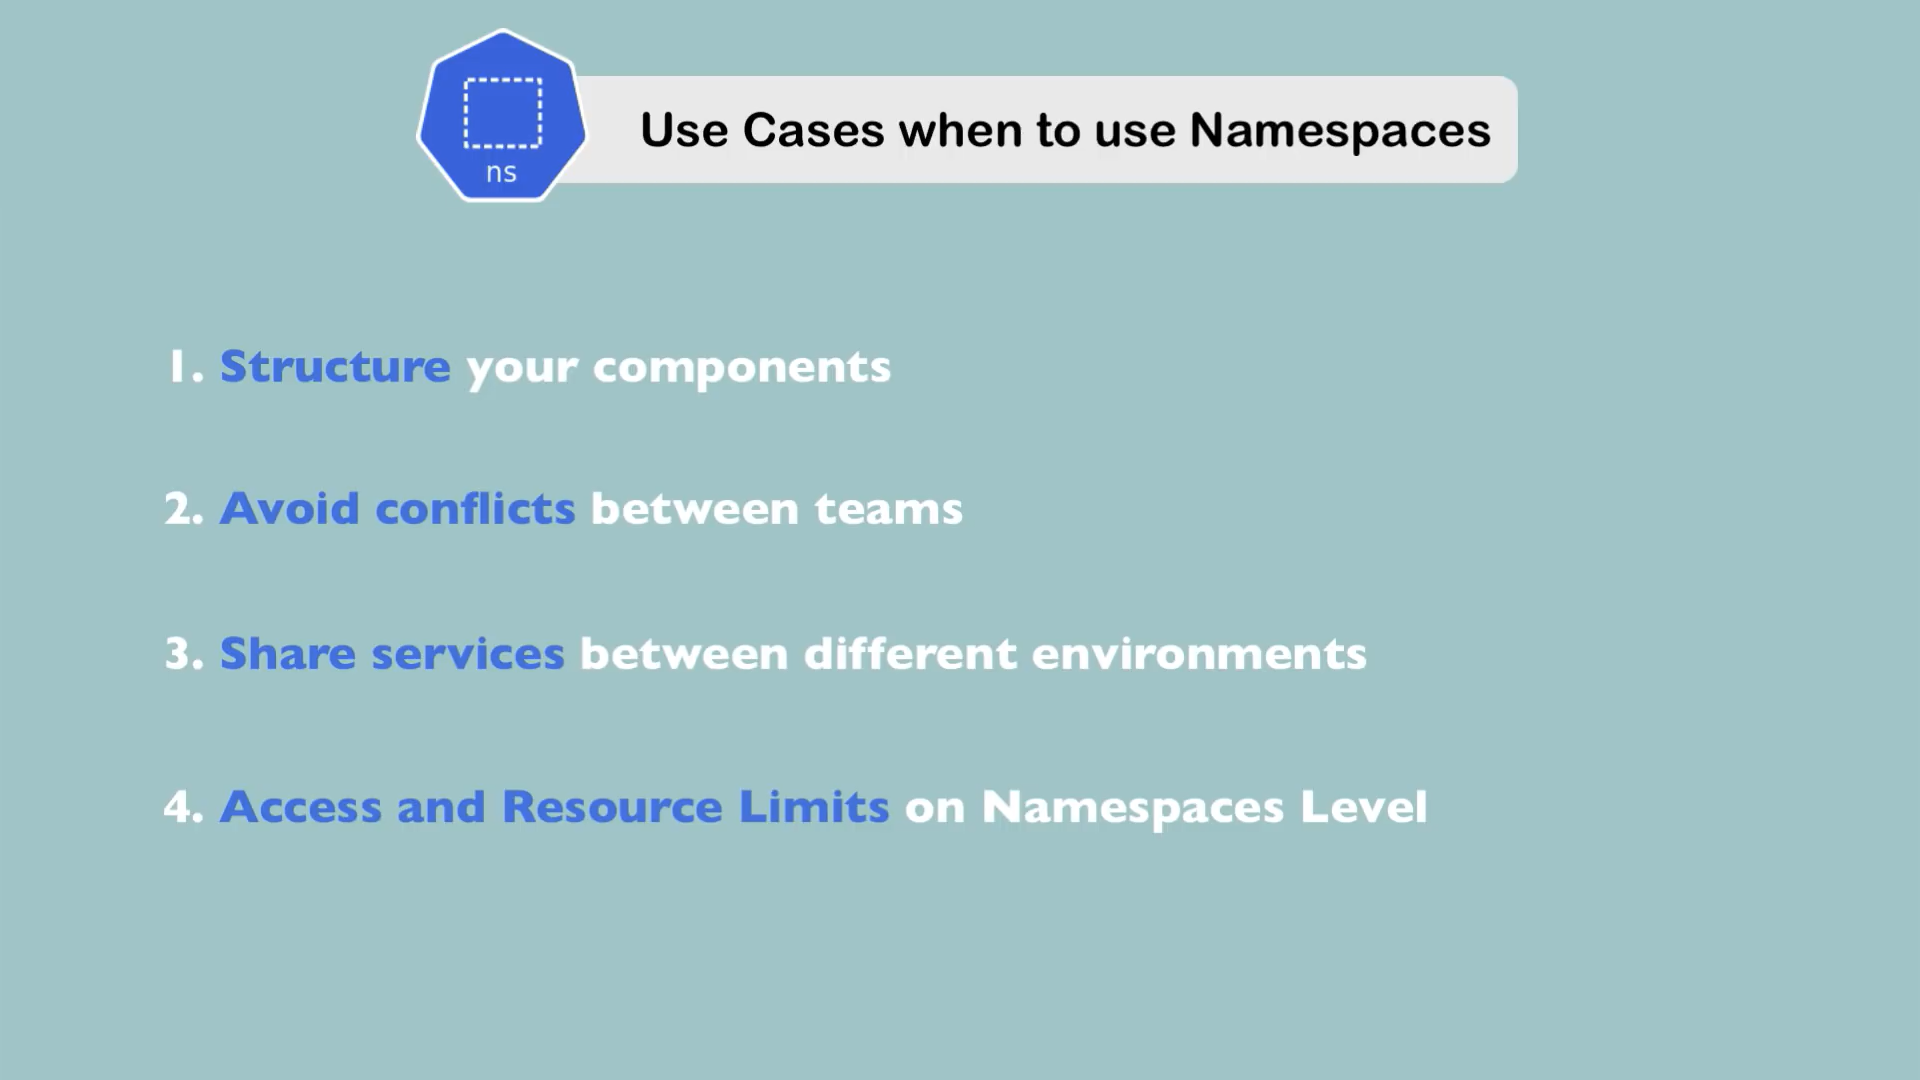 ns
Use Cases when to use Namespaces
1. Structure your components
2. Avoid conflicts between teams
3. Share services between different environments
4. Access and Resource Limits on Namespaces Level